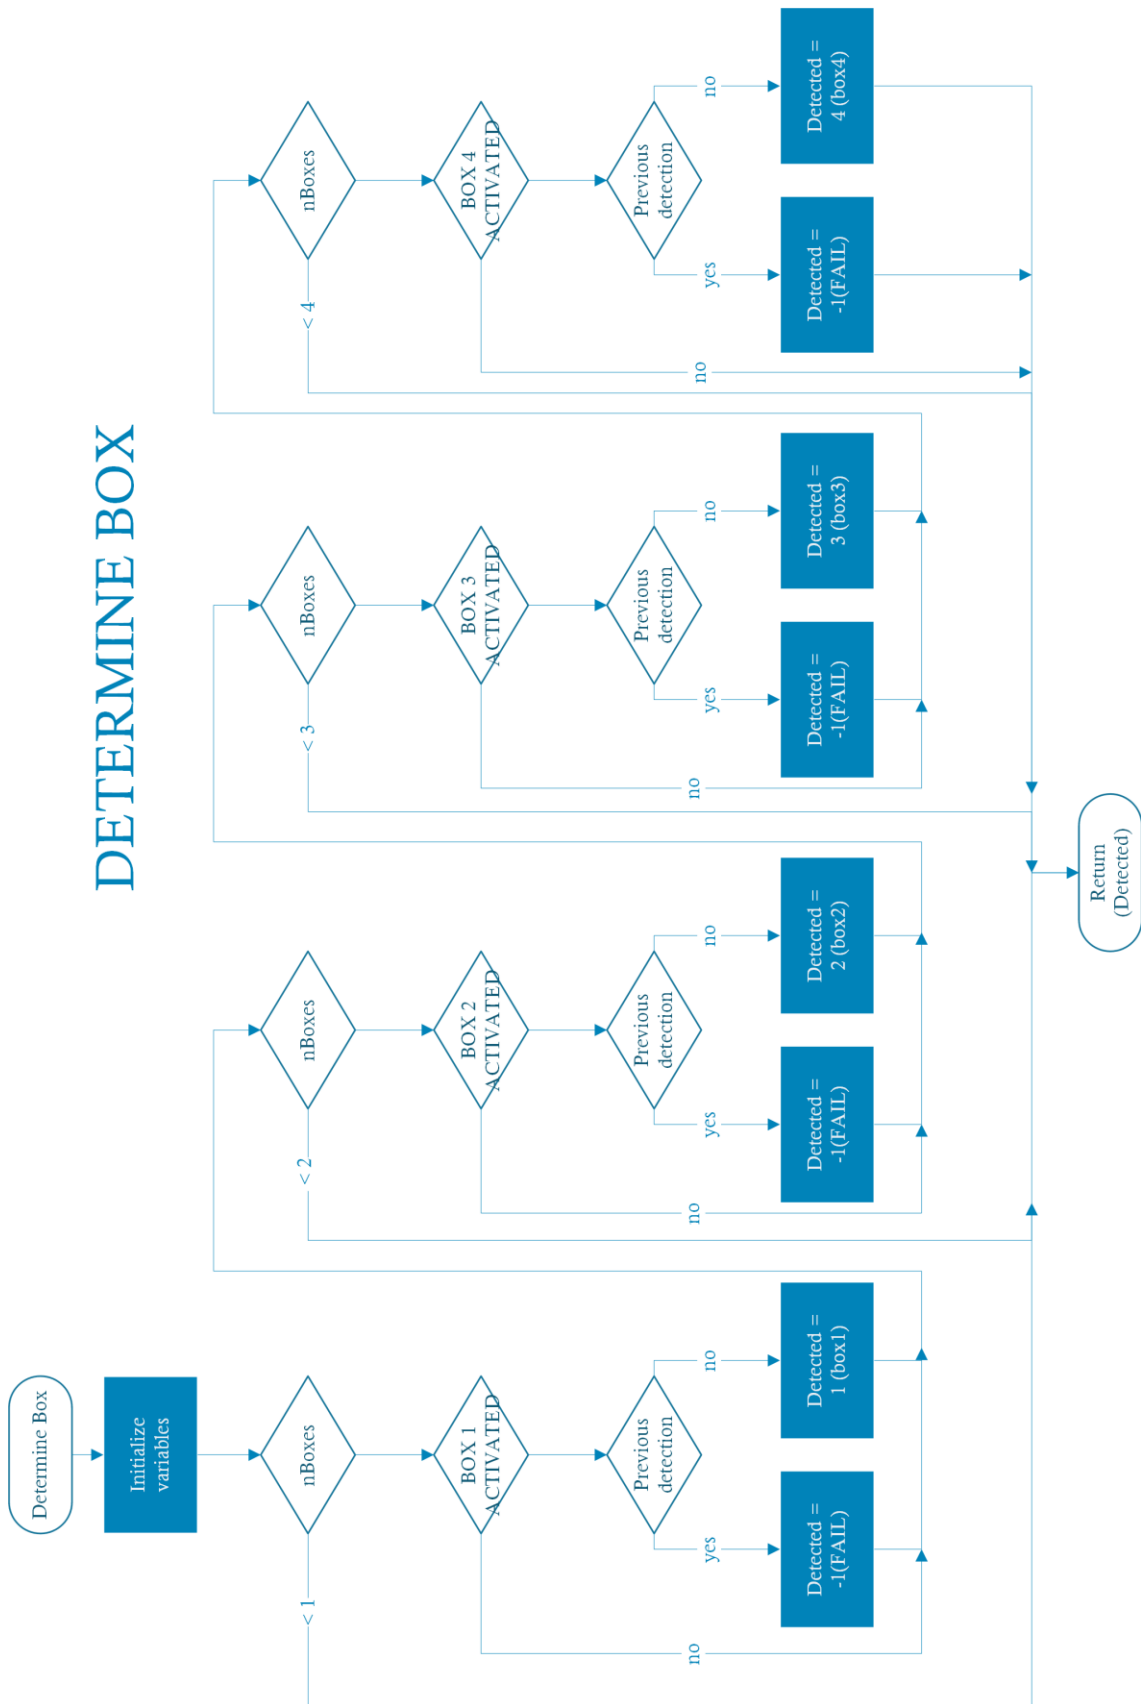 DETERMINE BOX
Determine Box
Initialize
variables
nBoxes
< 1
BOX 1
ACTIVATED
no
Previous
detection
yes
no
Detected =
-1(FAIL)
Detected =
1 (box1)
nBoxes
< 2
BOX 2
ACTIVATED
no
Previous
detection
yes
no
Detected =
-1(FAIL)
Detected =
2 (box2)
nBoxes
< 3
BOX 3
ACTIVATED
no
Previous
detection
yes
no
Detected =
-1(FAIL)
Detected =
3 (box3)
nBoxes
< 4
BOX 4
ACTIVATED
no
Previous
detection
yes
no
Detected =
-1(FAIL)
Detected =
4 (box4)
Return
(Detected)